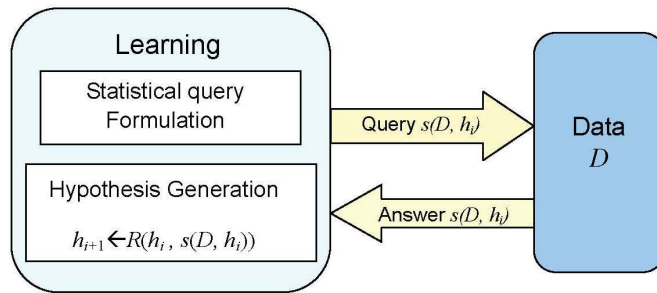 Learning
Statistical query
Formulation
Query s(D, hᵢ)
Data
D
Hypothesis Generation
hᵢ₊₁←R(hᵢ , s(D, hᵢ))
Answer s(D, hᵢ)